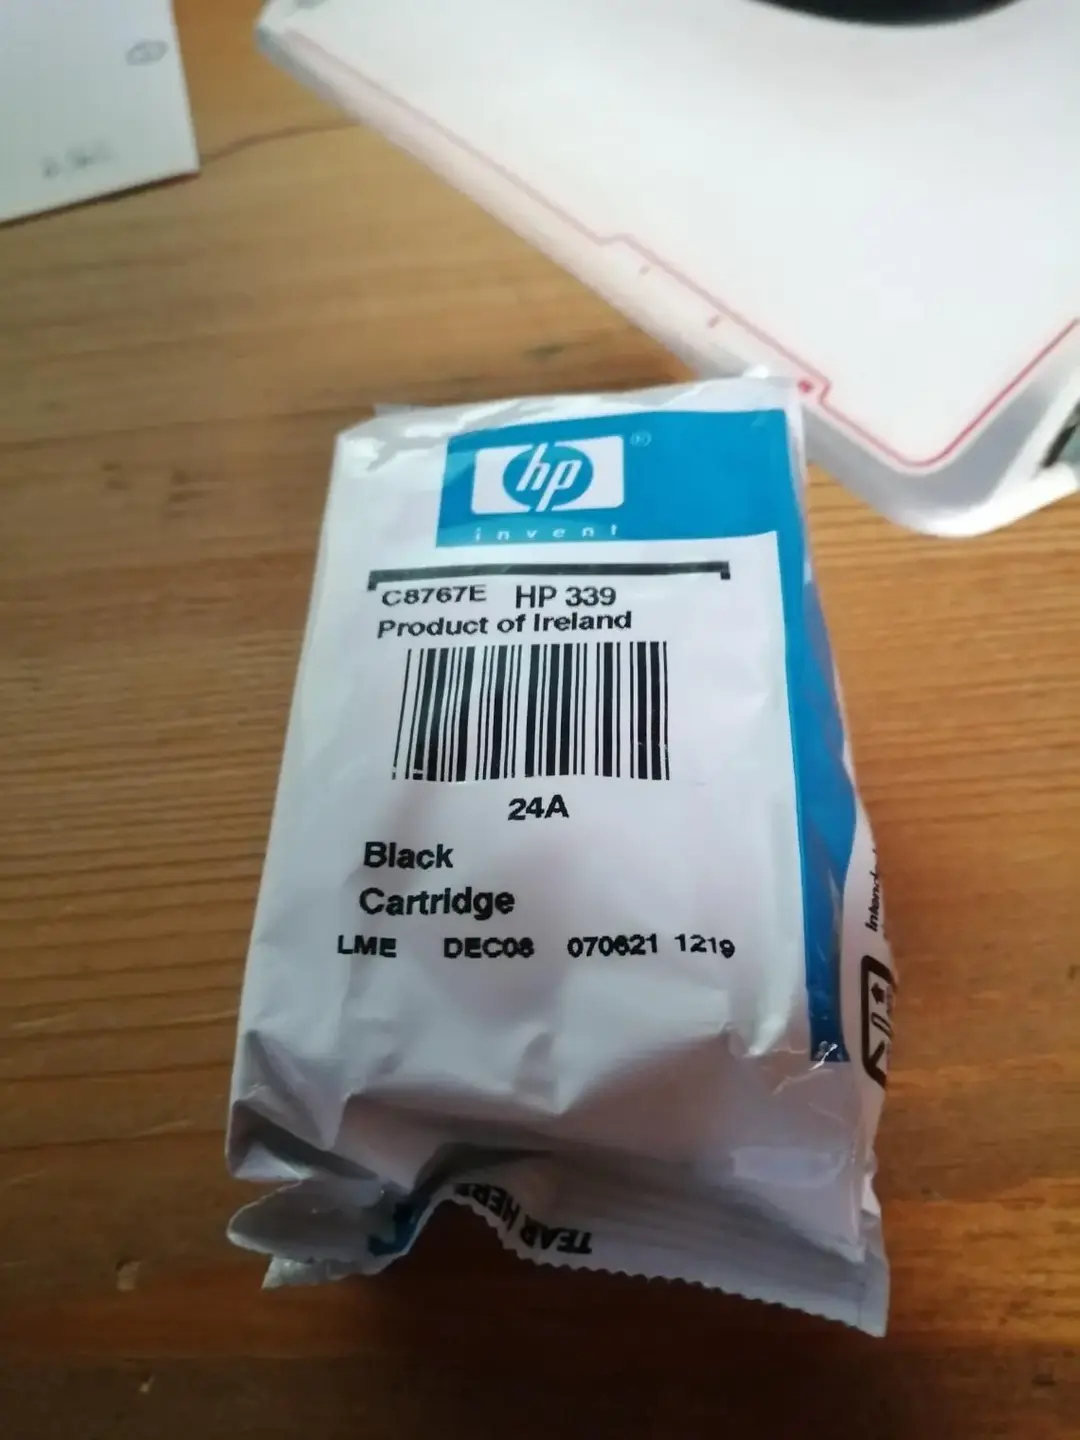 hp ®
invent
C8767E HP 339
Product of Ireland
24A
Black
Cartridge
LME DEC08 070621 1219
TEAR HERE